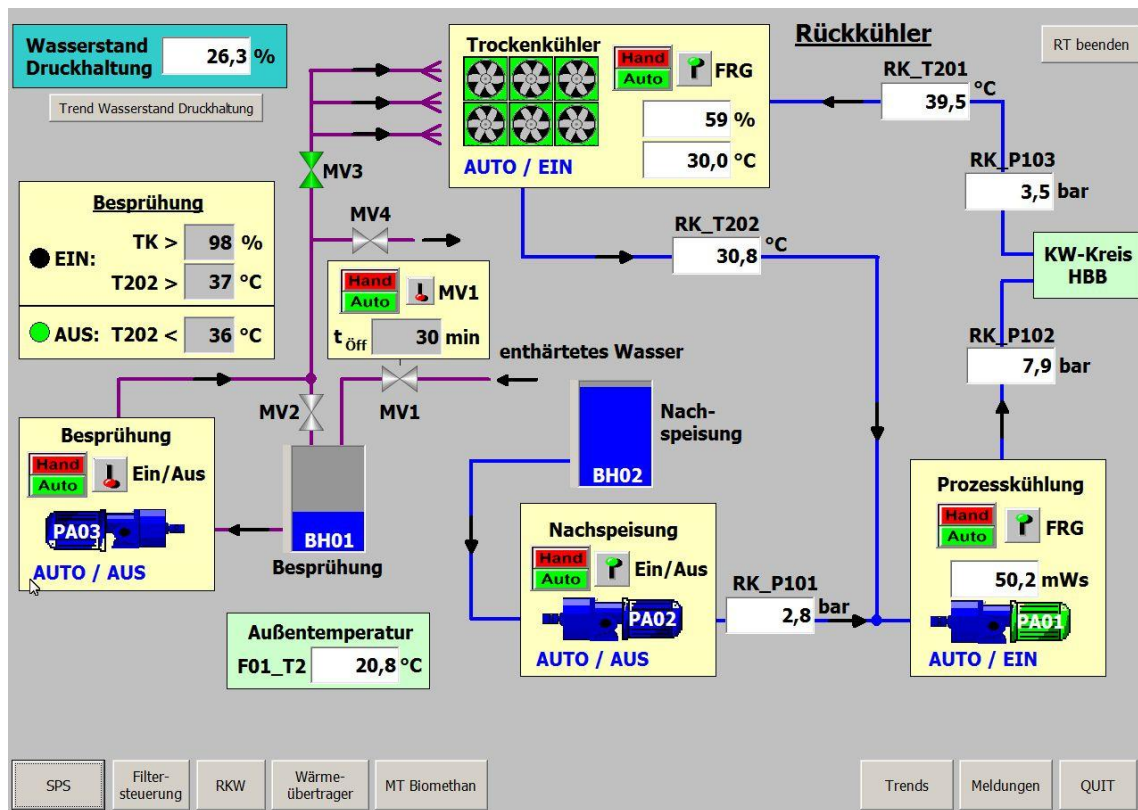 Rückkühler
RT beenden
Wasserstand
Druckhaltung
26,3 %
Trend Wasserstand Druckhaltung
Trockenkühler
Hand
Auto
FRG
59 %
30,0 °C
AUTO / EIN
RK_T201
39,5 °C
RK_P103
3,5 bar
MV3
Besprühung
EIN:
TK > 98 %
T202 > 37 °C
AUS: T202 < 36 °C
MV4
RK_T202
30,8 °C
KW-Kreis
HBB
Hand
Auto
MV1
t Öff 30 min
enthärtetes Wasser
RK_P102
7,9 bar
MV2
MV1
Nach-
speisung
BH02
Besprühung
Hand
Auto
Ein/Aus
PA03
AUTO / AUS
BH01
Besprühung
Nachspeisung
Hand
Auto
Ein/Aus
PA02
AUTO / AUS
RK_P101
2,8 bar
Prozesskühlung
Hand
Auto
FRG
50,2 mWs
PA01
AUTO / EIN
Außentemperatur
F01_T2 20,8 °C
SPS
Filter-
steuerung
RKW
Wärme-
übertrager
MT Biomethan
Trends
Meldungen
QUIT